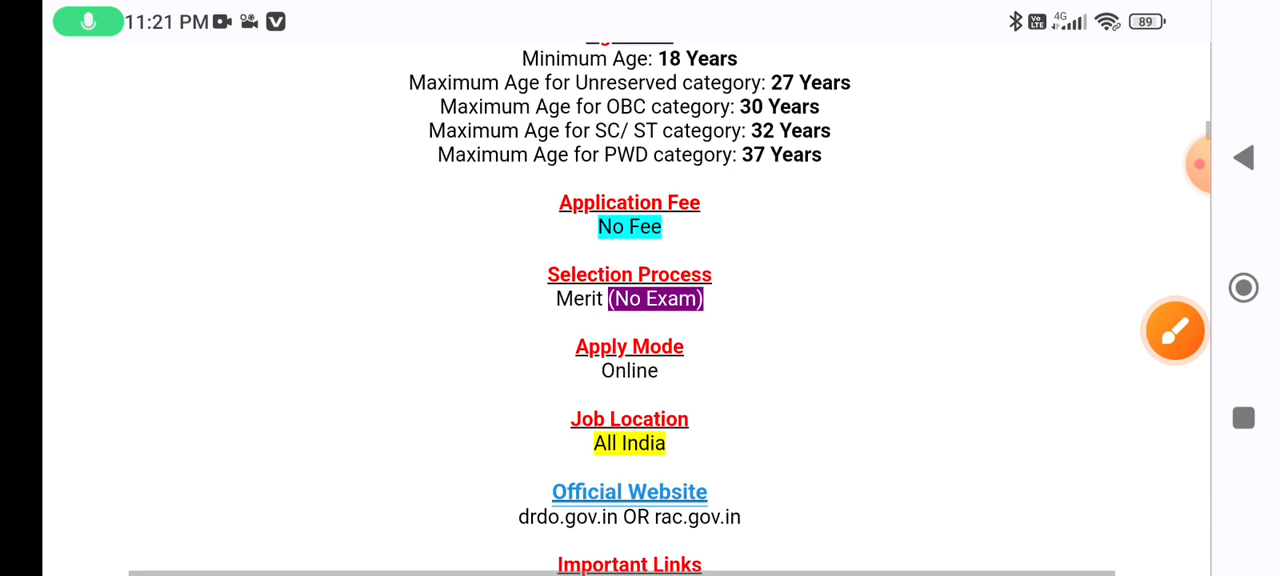 11:21 PM
Vo LTE 4G 89
Minimum Age: 18 Years
Maximum Age for Unreserved category: 27 Years
Maximum Age for OBC category: 30 Years
Maximum Age for SC/ ST category: 32 Years
Maximum Age for PWD category: 37 Years
Application Fee
No Fee
Selection Process
Merit (No Exam)
Apply Mode
Online
Job Location
All India
Official Website
drdo.gov.in OR rac.gov.in
Important Links